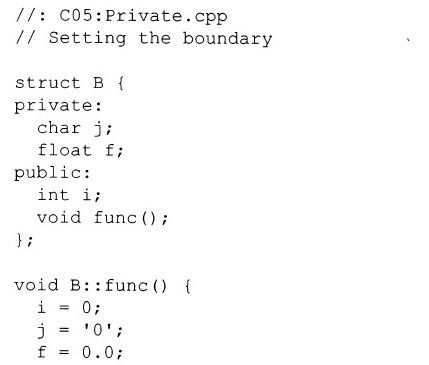 //: C05:Private.cpp
// Setting the boundary
struct B {
private:
  char j;
  float f;
public:
  int i;
  void func();
};
void B::func() {
  i = 0;
  j = '0';
  f = 0.0;